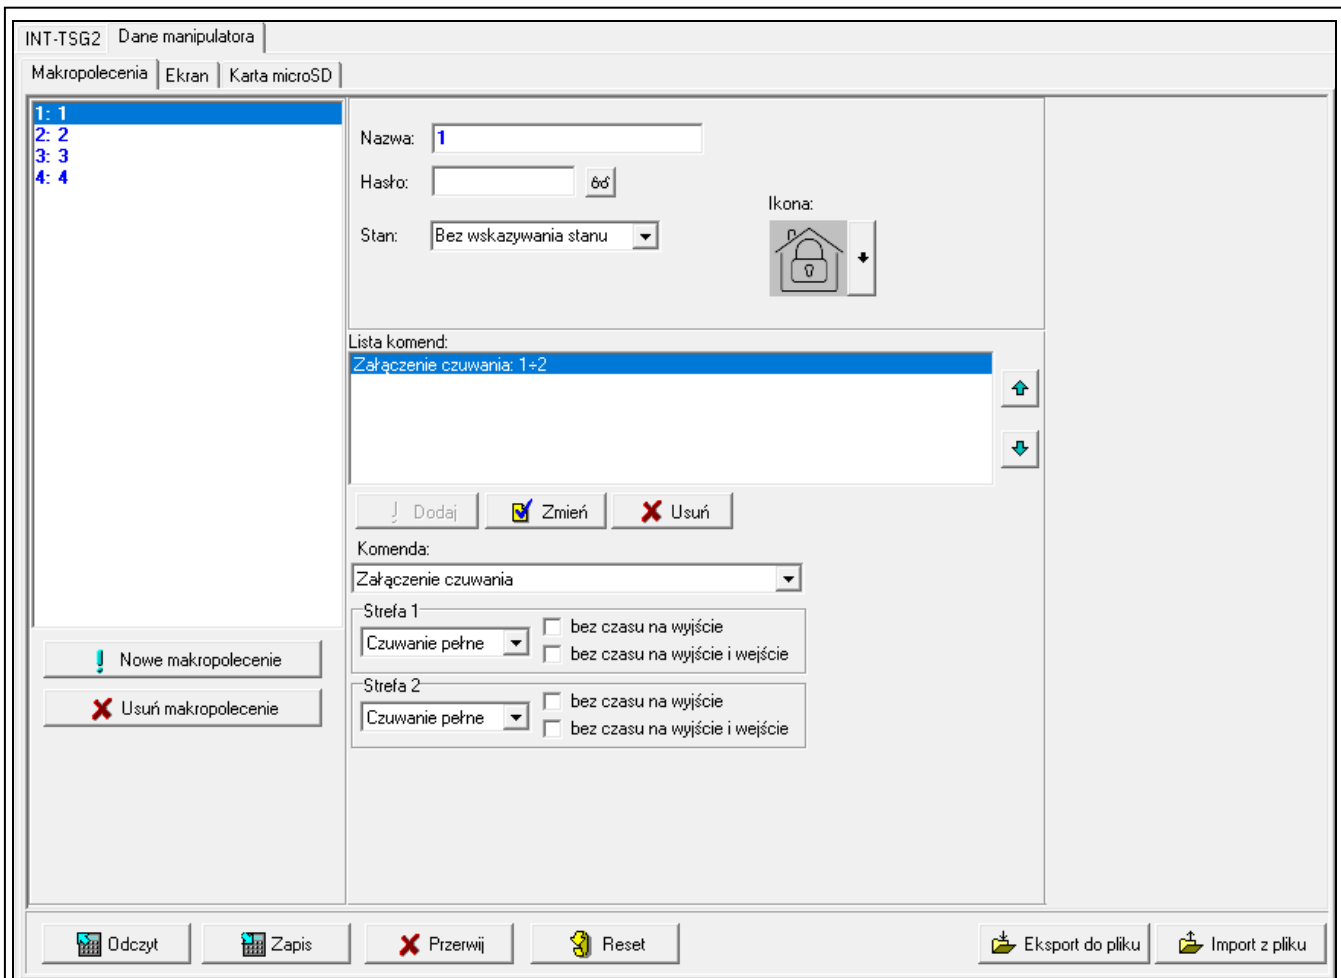 INT-TSG2 Dane manipulatora
Makropolecenia Ekran Karta microSD
1: 1
2: 2
3: 3
4: 4
Nowe makropolecenie
Usuń makropolecenie
Nazwa: 1
Hasło:
Ikona:
Stan: Bez wskazywania stanu
Lista komend:
Załączenie czuwania: 1÷2
Dodaj Zmień Usuń
Komenda:
Załączenie czuwania
Strefa 1
Czuwanie pełne
bez czasu na wyjście
bez czasu na wyjście i wejście
Strefa 2
Czuwanie pełne
bez czasu na wyjście
bez czasu na wyjście i wejście
Odczyt Zapis Przerwij Reset Eksport do pliku Import z pliku